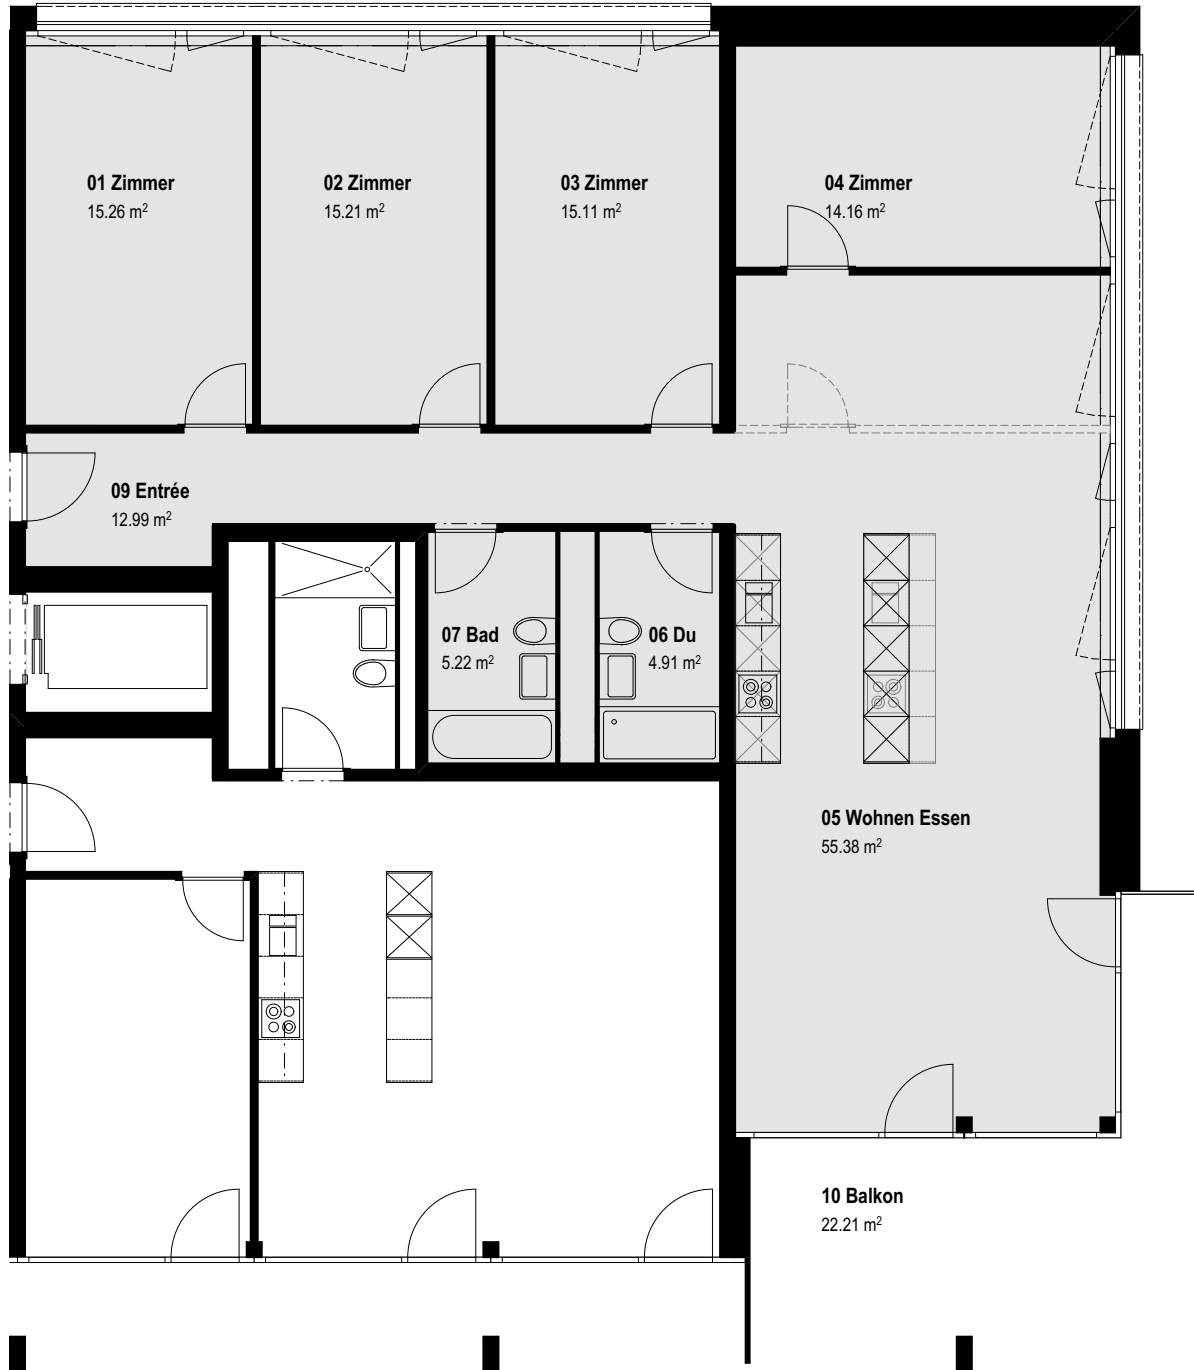 01 Zimmer
15.26 m²
02 Zimmer
15.21 m²
03 Zimmer
15.11 m²
04 Zimmer
14.16 m²
09 Entrée
12.99 m²
07 Bad
5.22 m²
06 Du
4.91 m²
05 Wohnen Essen
55.38 m²
10 Balkon
22.21 m²